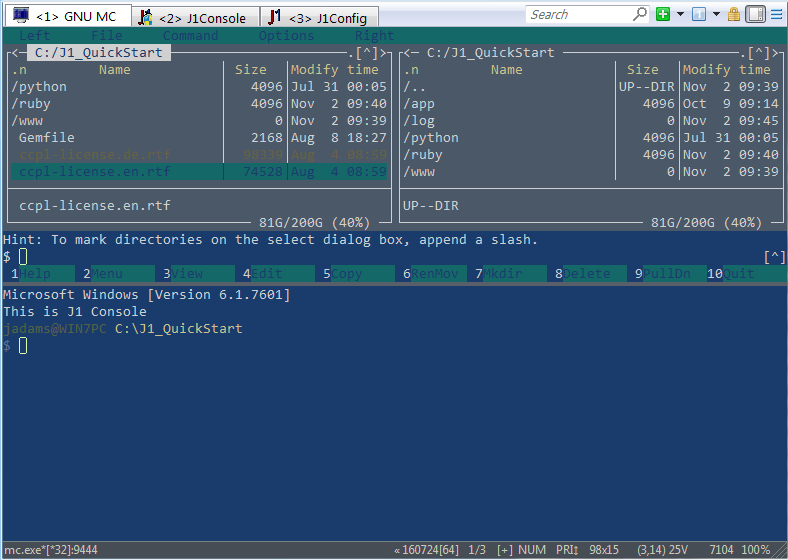 <1> GNU MC <2> J1Console <3> J1Config Search
Left File Command Options Right
<─ C:/J1_QuickStart .[^]> <─ C:/J1_QuickStart .[^]>
.n Name Size Modify time .n Name Size Modify time
/python 4096 Jul 31 00:05 /.. UP--DIR Nov 2 09:39
/ruby 4096 Nov 2 09:40 /app 4096 Oct 9 09:14
/www 0 Nov 2 09:39 /log 0 Nov 2 09:45
Gemfile 2168 Aug 8 18:27 /python 4096 Jul 31 00:05
ccpl-license.de.rtf 98339 Aug 4 08:59 /ruby 4096 Nov 2 09:40
ccpl-license.en.rtf 74528 Aug 4 08:59 /www 0 Nov 2 09:39
ccpl-license.en.rtf UP--DIR
81G/200G (40%) 81G/200G (40%)
Hint: To mark directories on the select dialog box, append a slash.
$ [^]
1Help 2Menu 3View 4Edit 5Copy 6RenMov 7Mkdir 8Delete 9PullDn 10Quit
Microsoft Windows [Version 6.1.7601]
This is J1 Console
jadams@WIN7PC C:\J1_QuickStart
$
mc.exe*[*32]:9444 «160724[64] 1/3 [+] NUM PRI↕ 98x15 (3,14) 25V 7104 100%